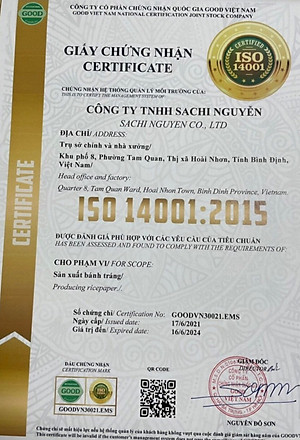 CÔNG TY CỔ PHẦN CHỨNG NHẬN QUỐC GIA GOOD VIỆT NAM
GOOD VIET NAM NATIONAL CERTIFICATION JOINT STOCK COMPANY
GOOD
GIẤY CHỨNG NHẬN
CERTIFICATE
CERTIFIED
ISO
14001
CHỨNG NHẬN HỆ THỐNG QUẢN LÝ MÔI TRƯỜNG CỦA:
THIS IS TO CERTIFY THE MANAGEMENT SYSTEM OF:
CÔNG TY TNHH SACHI NGUYỄN
SACHI NGUYEN CO., LTD
ĐỊA CHỈ/ ADDRESS:
Trụ sở chính và nhà xưởng/
Khu phố 8, Phường Tam Quan, Thị xã Hoài Nhơn, Tỉnh Bình Định,
Việt Nam/
Head office and factory:
Quarter 8, Tam Quan Ward, Hoai Nhon Town, Binh Dinh Province, Vietnam.
ISO 14001:2015
CERTIFICATE
ĐƯỢC ĐÁNH GIÁ PHÙ HỢP VỚI CÁC YÊU CẦU CỦA TIÊU CHUẨN
HAS BEEN ASSESSED AND FOUND TO COMPLY WITH THE REQUIREMENTS OF:
CHO PHẠM VI/ FOR SCOPE:
Sản xuất bánh tráng/
Producing ricepaper./.
Số chứng chỉ/ Certification No: GOODVN30021.EMS
Ngày cấp/ Issued date: 17/6/2021
Giá trị đến/ Expired date: 16/6/2024
DẤU CHỨNG NHẬN
CERTIFICATION MARK
QR CODE
GIÁM ĐỐC
DIRECTOR
GOOD
GOODVN30021.EMS
NGUYỄN ĐỖ SƠN